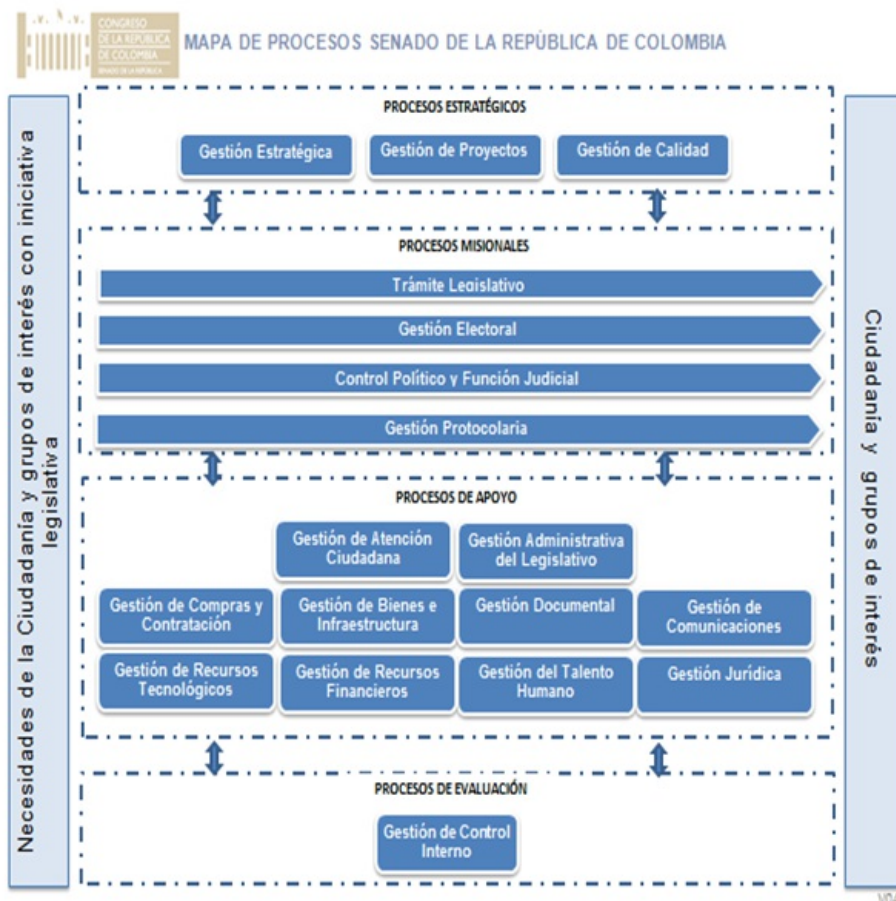 CONGRESO
DE LA REPÚBLICA
DE COLOMBIA
SENADO DE LA REPÚBLICA
MAPA DE PROCESOS SENADO DE LA REPÚBLICA DE COLOMBIA
Necesidades de la Ciudadanía y grupos de interés con iniciativa
legislativa
PROCESOS ESTRATÉGICOS
Gestión Estratégica
Gestión de Proyectos
Gestión de Calidad
PROCESOS MISIONALES
Trámite Legislativo
Gestión Electoral
Control Político y Función Judicial
Gestión Protocolaria
PROCESOS DE APOYO
Gestión de Atención
Ciudadana
Gestión Administrativa
del Legislativo
Gestión de Compras y
Contratación
Gestión de Bienes e
Infraestructura
Gestión Documental
Gestión de
Comunicaciones
Gestión de Recursos
Tecnológicos
Gestión de Recursos
Financieros
Gestión del Talento
Humano
Gestión Jurídica
PROCESOS DE EVALUACIÓN
Gestión de Control
Interno
Ciudadanía y grupos de interés